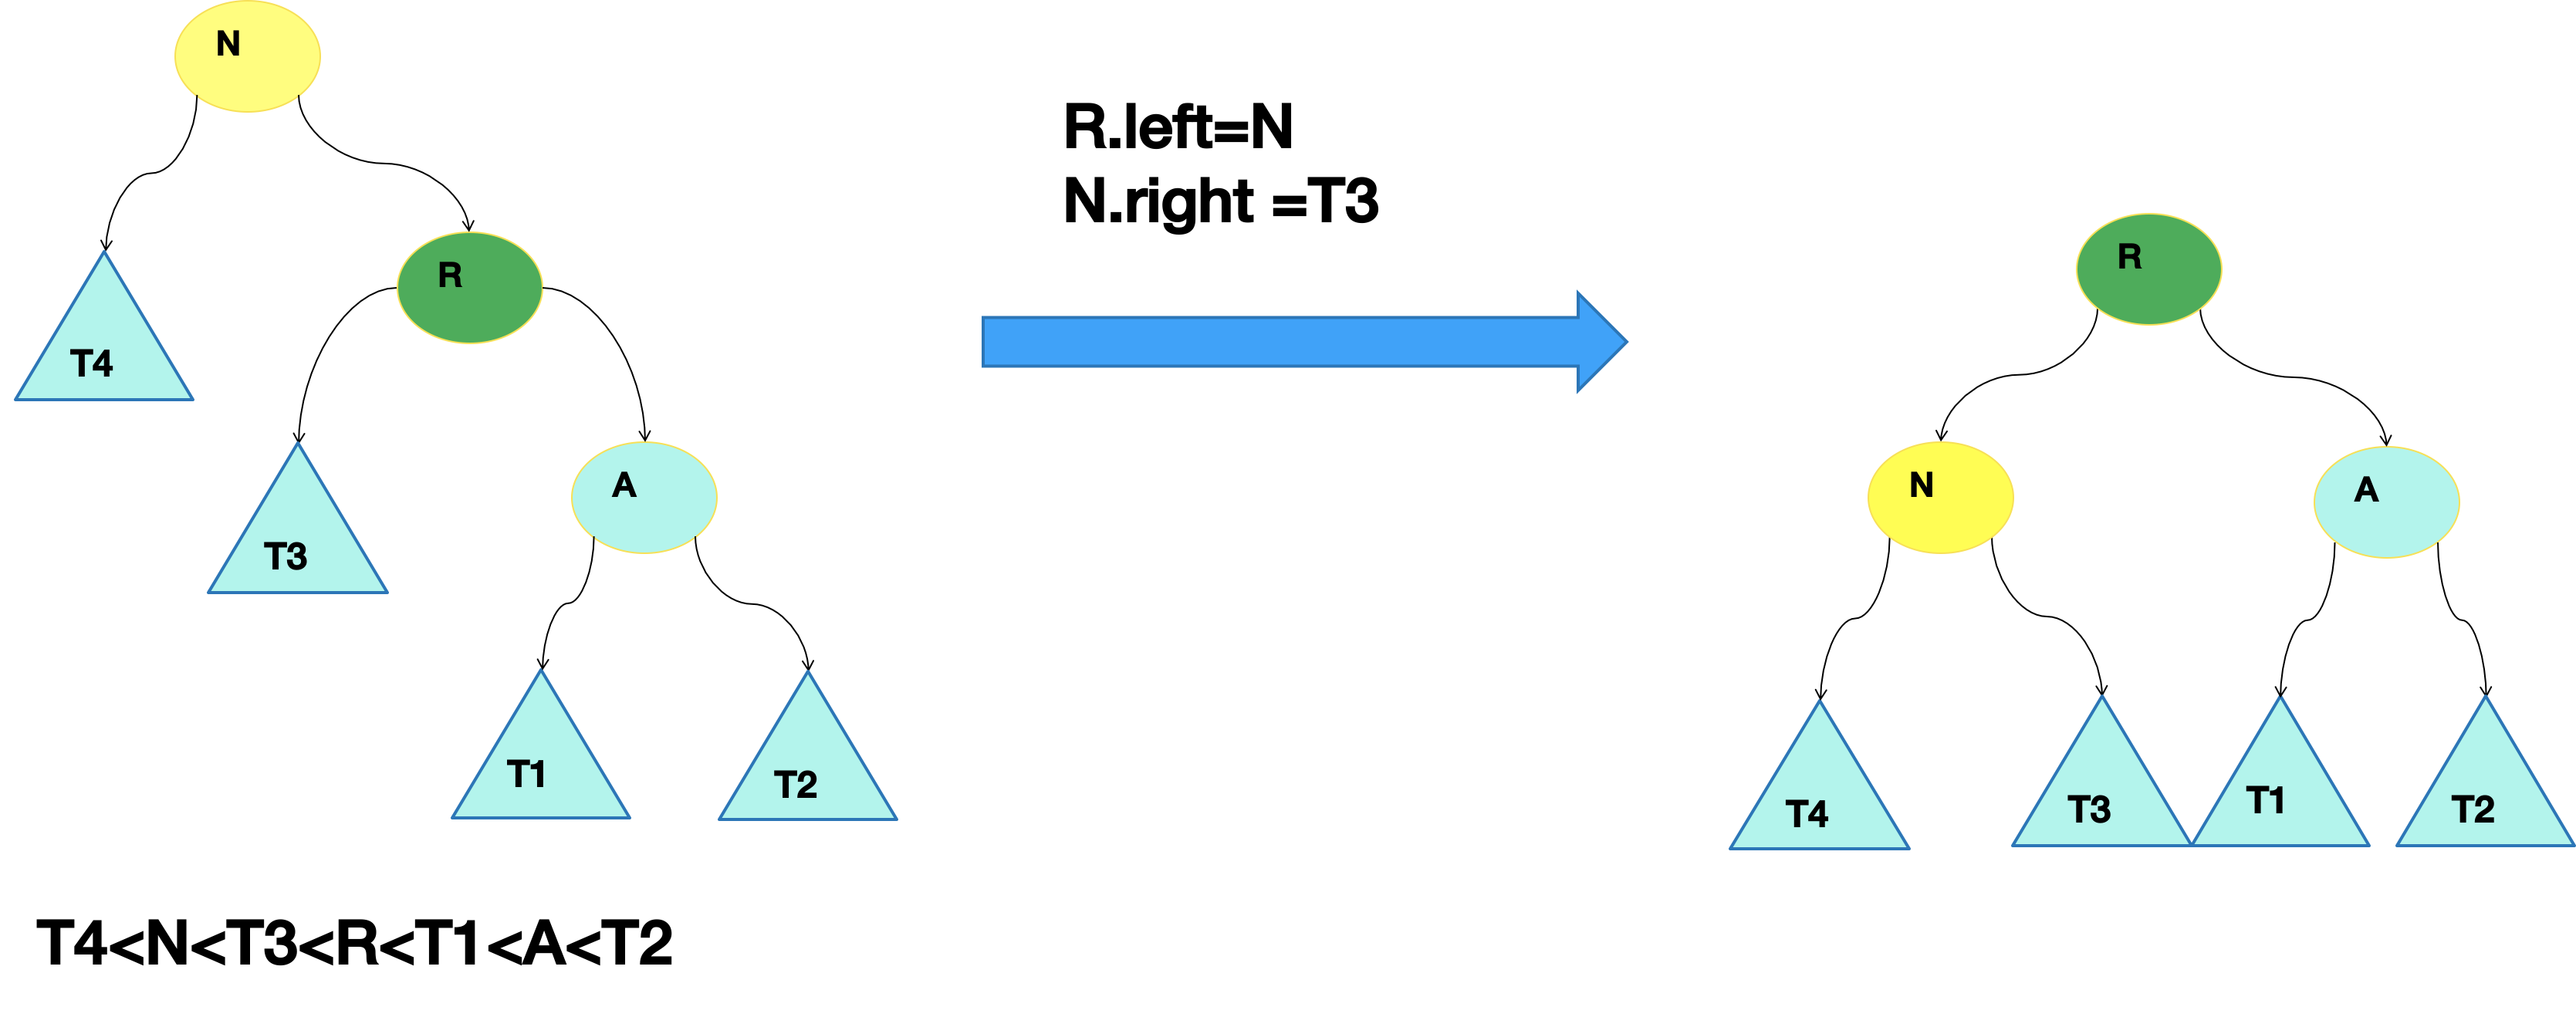 N
R.left=N
N.right =T3
R
R
T4
A
N
A
T3
T1
T2
T4
T3
T1
T2
T4<N<T3<R<T1<A<T2